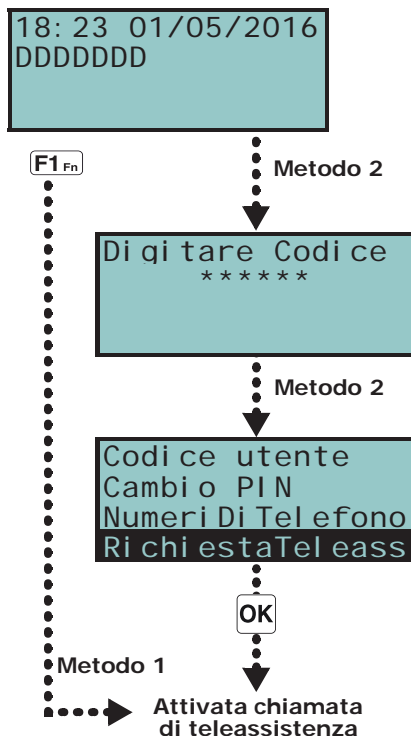 18:23 01/05/2016
DDDDDDD
F1 Fn
Metodo 2
Digitare Codice
******
Metodo 2
Codice utente
Cambio PIN
NumeriDiTelefono
RichiestaTeleass
OK
Metodo 1
Attivata chiamata
di teleassistenza